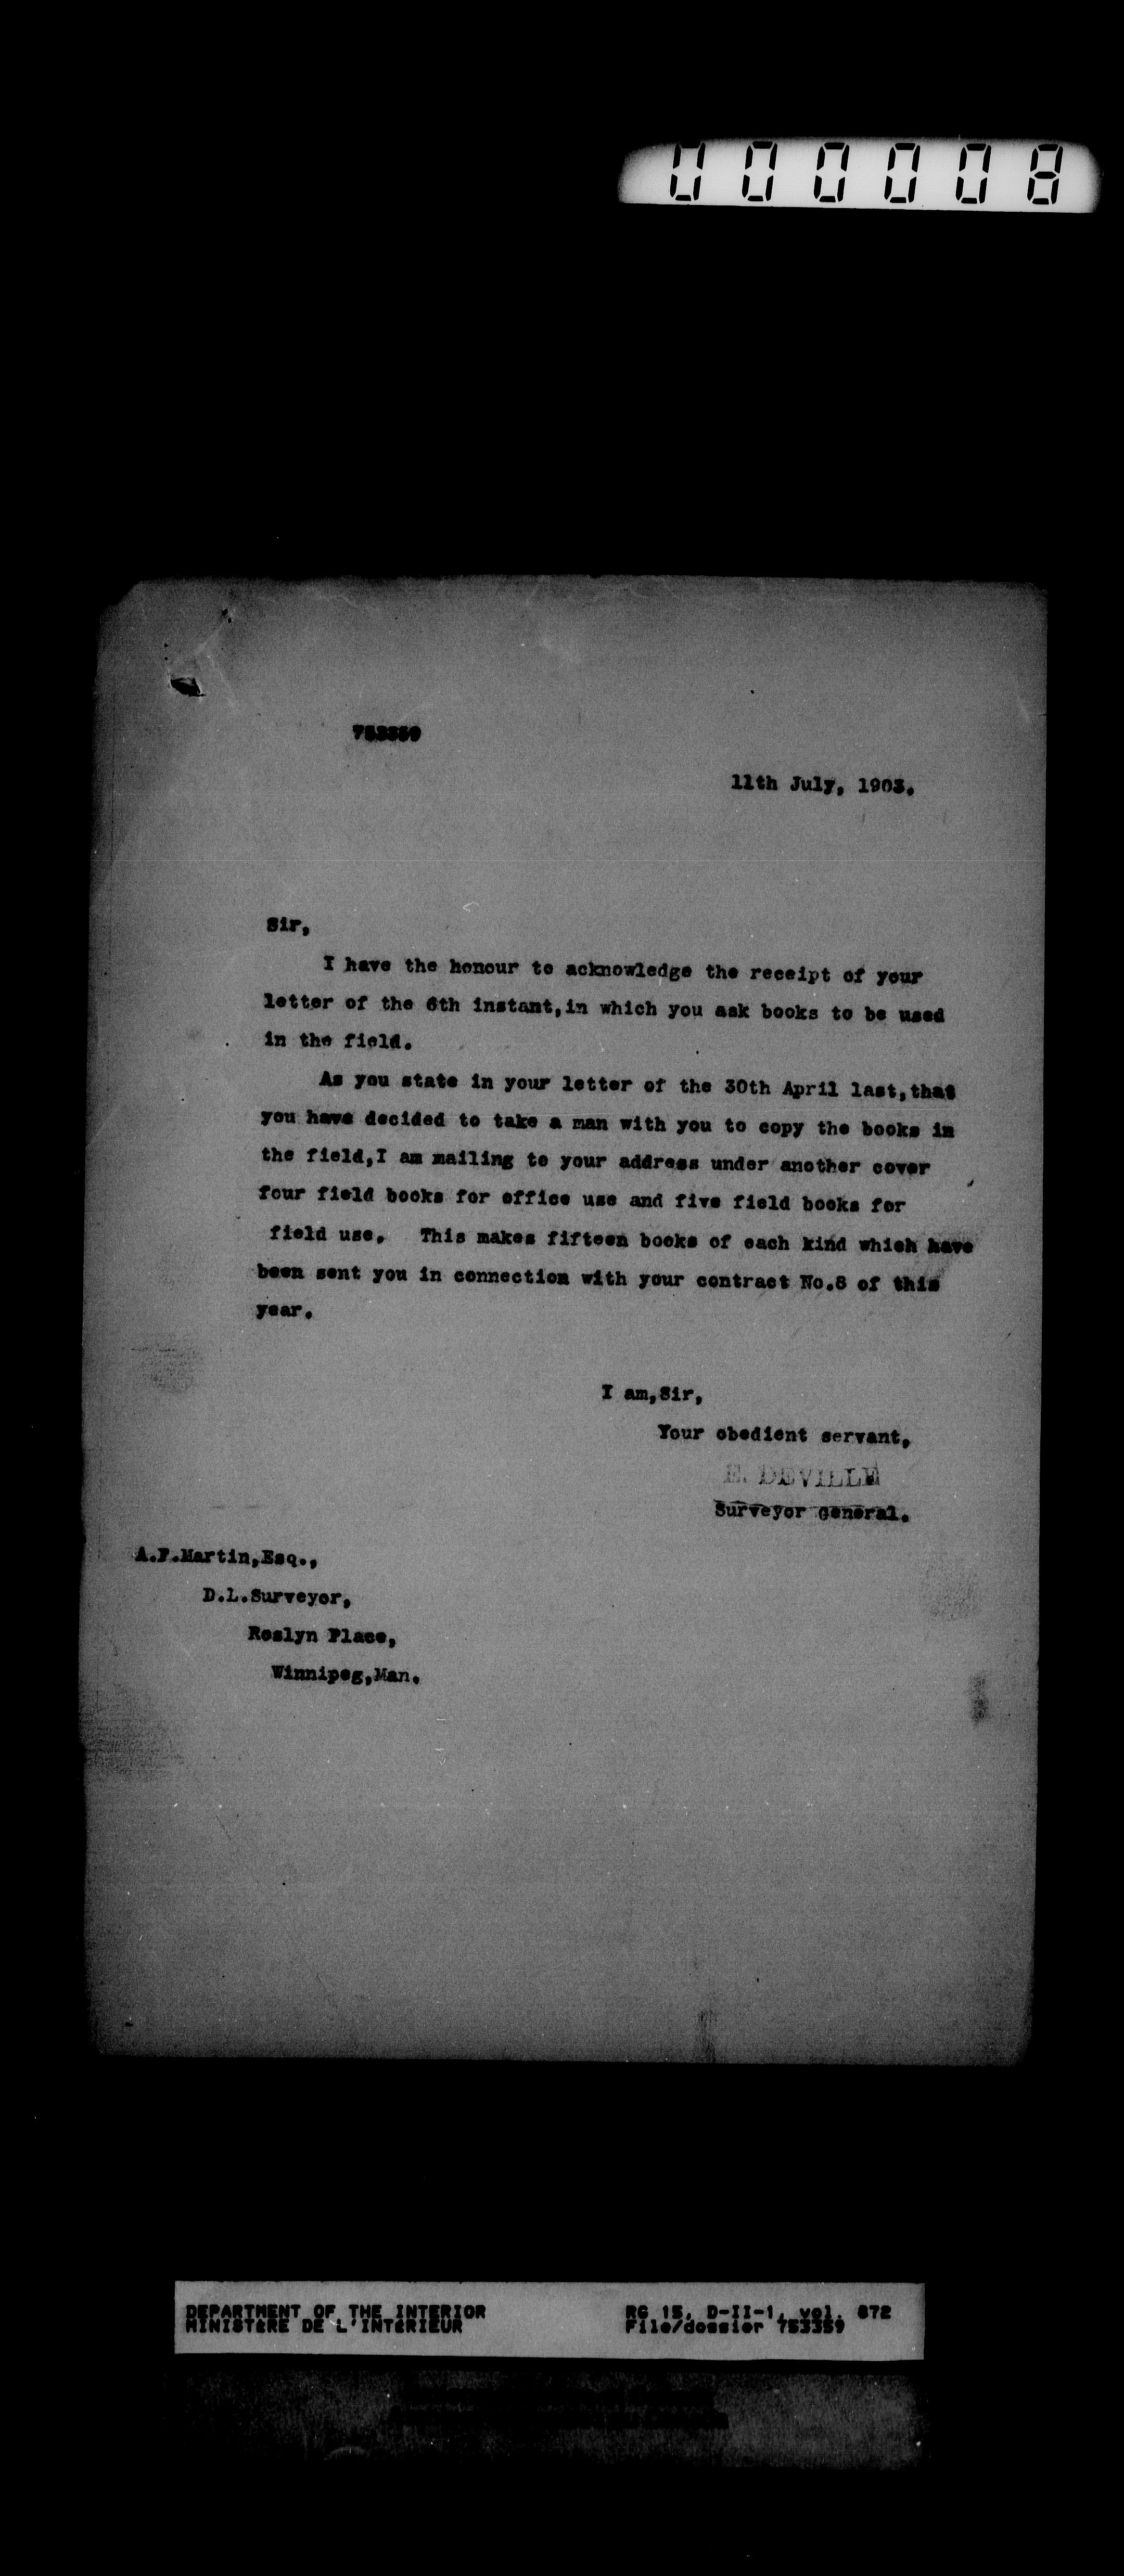 000008
753359
11th July, 1903.
Sir,
I have the honour to acknowledge the receipt of your
letter of the 6th instant,in which you ask books to be used
in the field.
As you state in your letter of the 30th April last,that
you have decided to take a man with you to copy the books in
the field,I am mailing to your address under another cover
four field books for office use and five field books for
field use. This makes fifteen books of each kind which have
been sent you in connection with your contract No.8 of this
year.
I am,Sir,
Your obedient servant,
E. DEVILLE
Surveyor General.
A.F.Martin,Esq.,
D.L.Surveyor,
Roslyn Place,
Winnipeg,Man.
DEPARTMENT OF THE INTERIOR RG 15, D-II-1, vol. 872
MINISTèRE DE L'INTéRIEUR File/dossier 753359